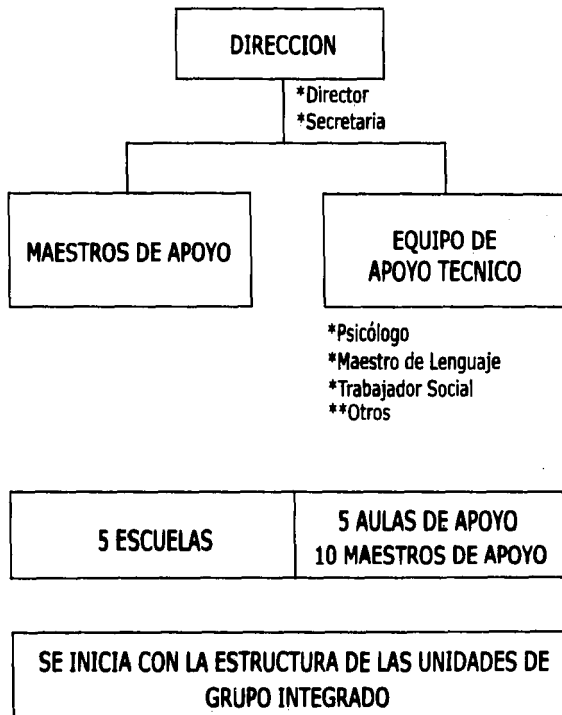 DIRECCION
*Director
*Secretaria
MAESTROS DE APOYO
EQUIPO DE
APOYO TECNICO
*Psicólogo
*Maestro de Lenguaje
*Trabajador Social
**Otros
5 ESCUELAS
5 AULAS DE APOYO
10 MAESTROS DE APOYO
SE INICIA CON LA ESTRUCTURA DE LAS UNIDADES DE
GRUPO INTEGRADO